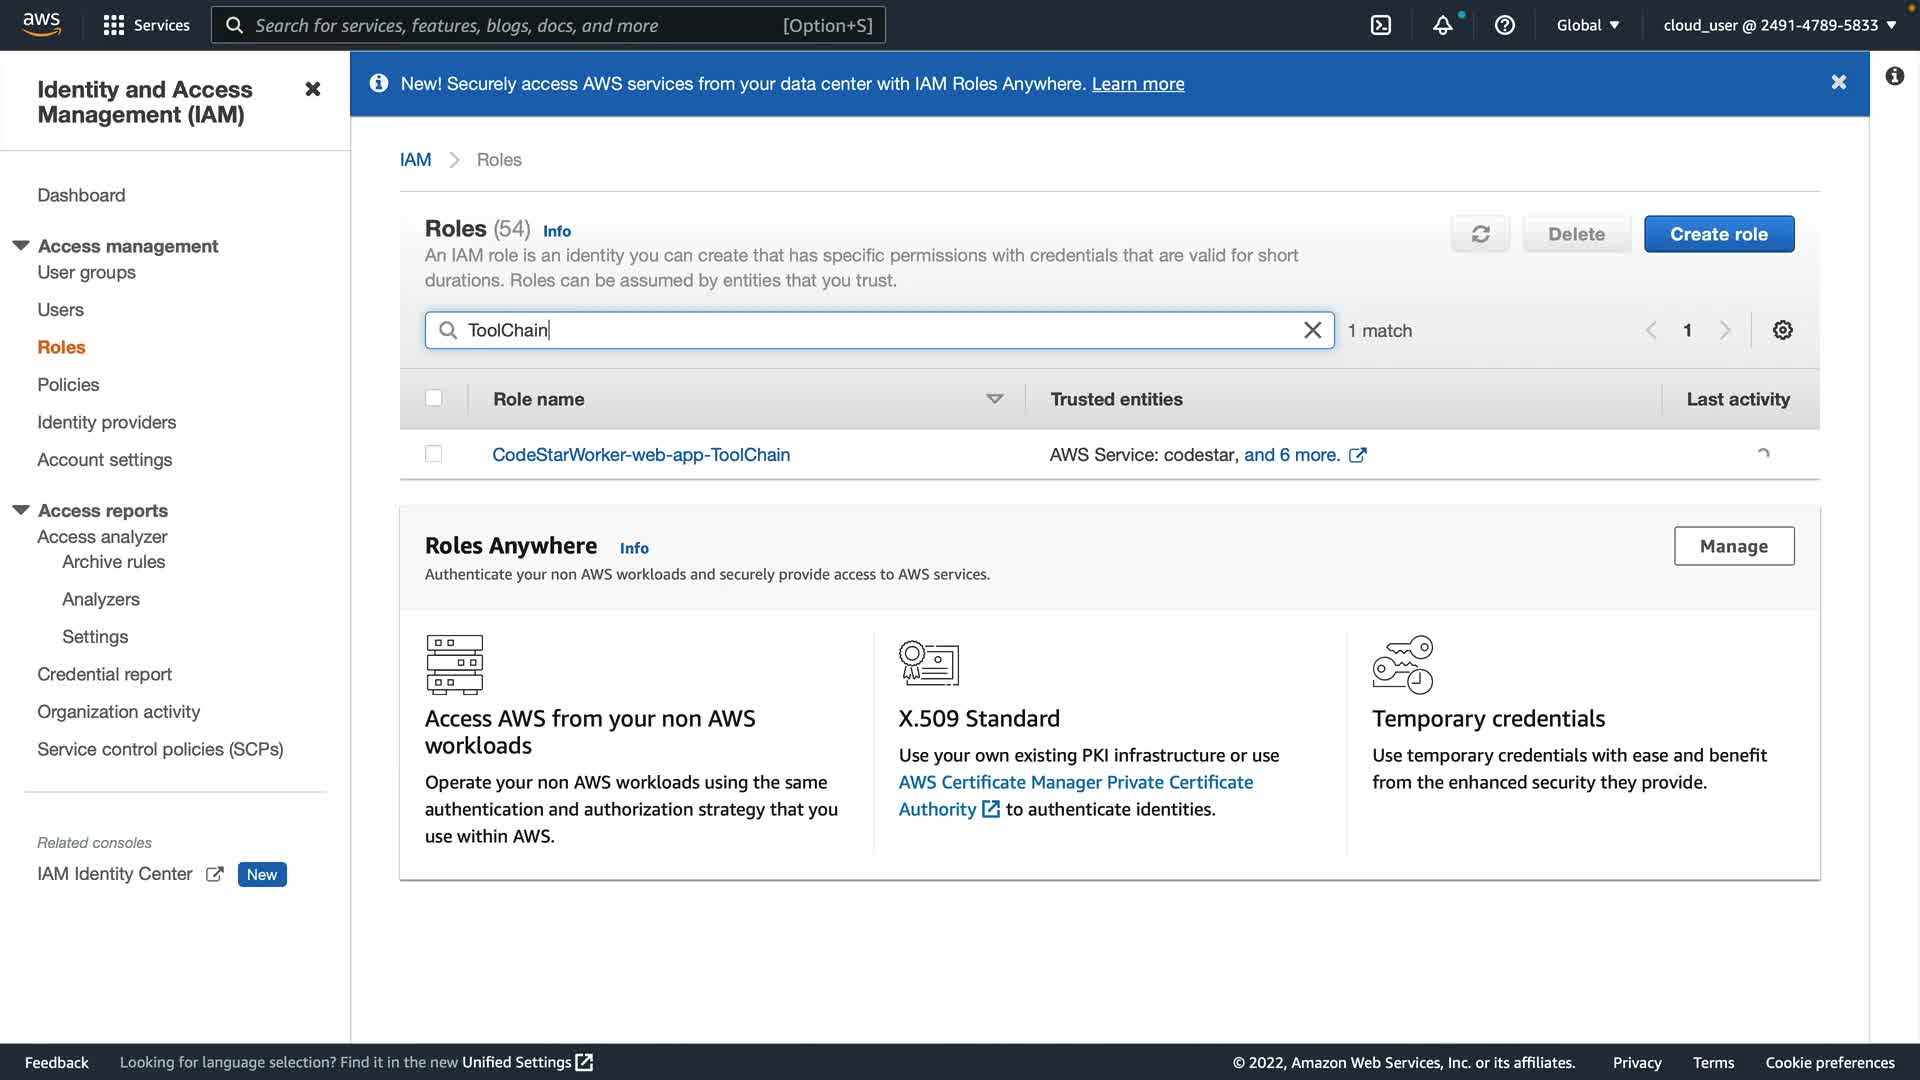 aws
Services
Search for services, features, blogs, docs, and more
[Option+S]
Global
cloud_user @ 2491-4789-5833
Identity and Access
Management (IAM)
Dashboard
Access management
User groups
Users
Roles
Policies
Identity providers
Account settings
Access reports
Access analyzer
Archive rules
Analyzers
Settings
Credential report
Organization activity
Service control policies (SCPs)
Related consoles
IAM Identity Center
New
New! Securely access AWS services from your data center with IAM Roles Anywhere. Learn more
IAM > Roles
Roles (54) Info
An IAM role is an identity you can create that has specific permissions with credentials that are valid for short
durations. Roles can be assumed by entities that you trust.
Delete
Create role
ToolChain
1 match
1
Role name
Trusted entities
Last activity
CodeStarWorker-web-app-ToolChain
AWS Service: codestar, and 6 more.
Roles Anywhere Info
Authenticate your non AWS workloads and securely provide access to AWS services.
Manage
Access AWS from your non AWS
workloads
Operate your non AWS workloads using the same
authentication and authorization strategy that you
use within AWS.
X.509 Standard
Use your own existing PKI infrastructure or use
AWS Certificate Manager Private Certificate
Authority to authenticate identities.
Temporary credentials
Use temporary credentials with ease and benefit
from the enhanced security they provide.
Feedback
Looking for language selection? Find it in the new Unified Settings
© 2022, Amazon Web Services, Inc. or its affiliates.
Privacy
Terms
Cookie preferences